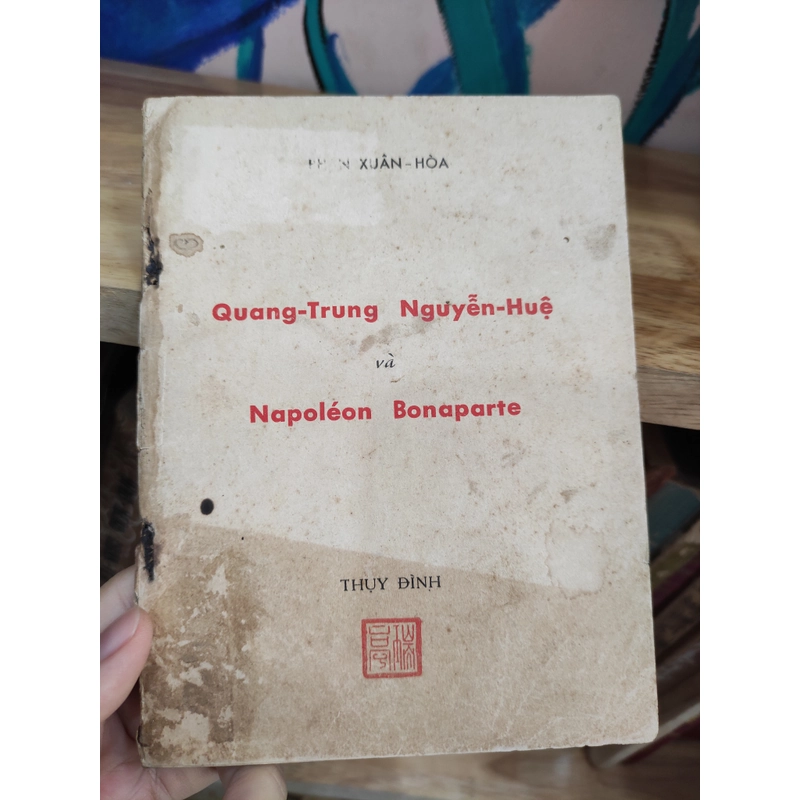 XUÂN-HÒA
Quang-Trung Nguyễn-Huệ
và
Napoléon Bonaparte
THỤY ĐÌNH